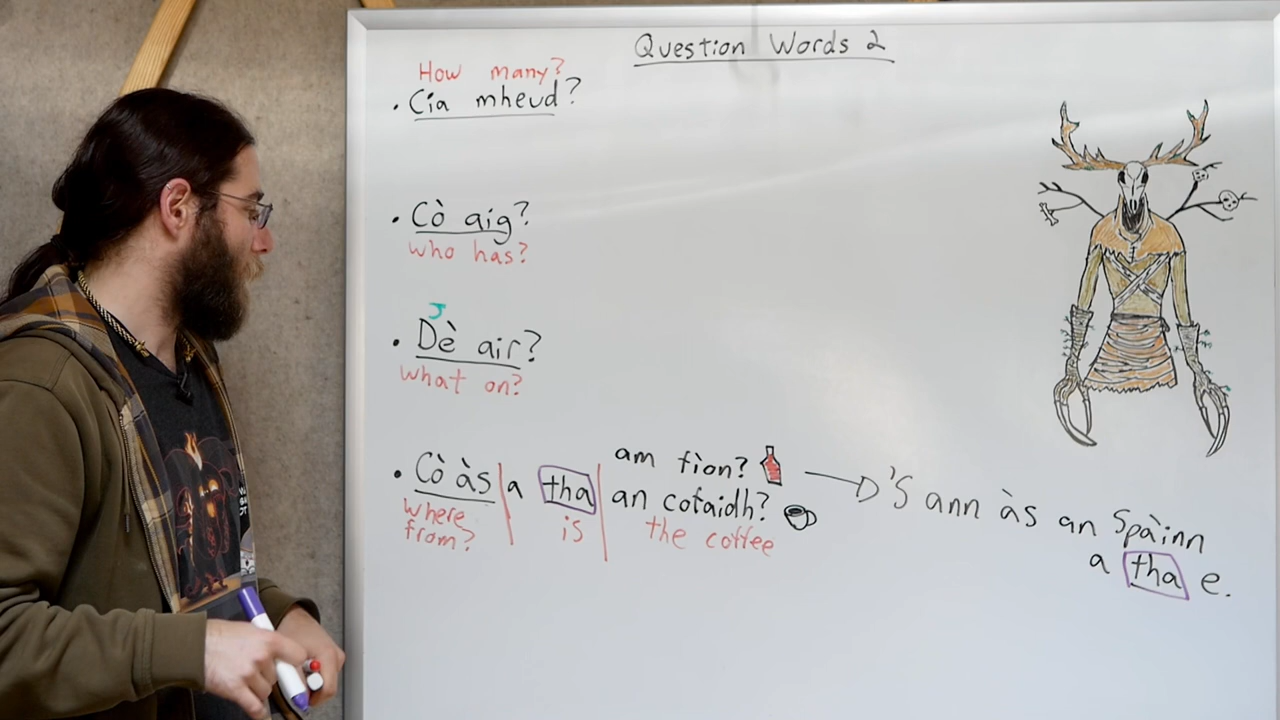 Question Words 2
How many?
• Cia mheud?
• Cò aig?
who has?
J
• Dè air?
what on?
am fìon?
• Cò às a tha an cofaidh?
where from? is the coffee
'S ann às an Spàinn
a tha e.